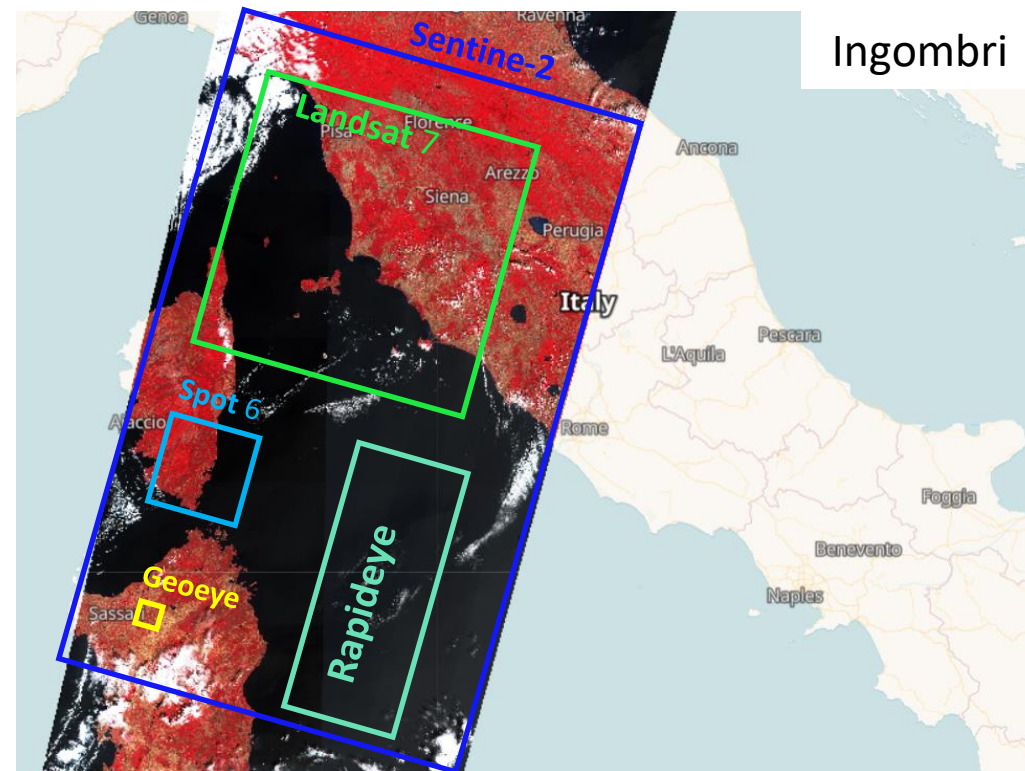 Genoa
Ravenna
Ingombri
Sentine-2
Landsat 7
Florence
Pisa
Ancona
Arezzo
Siena
Perugia
Italy
Pescara
L'Aquila
Spot 6
Ajaccio
Rome
Foggia
Rapideye
Benevento
Geoeye
Naples
Sassari